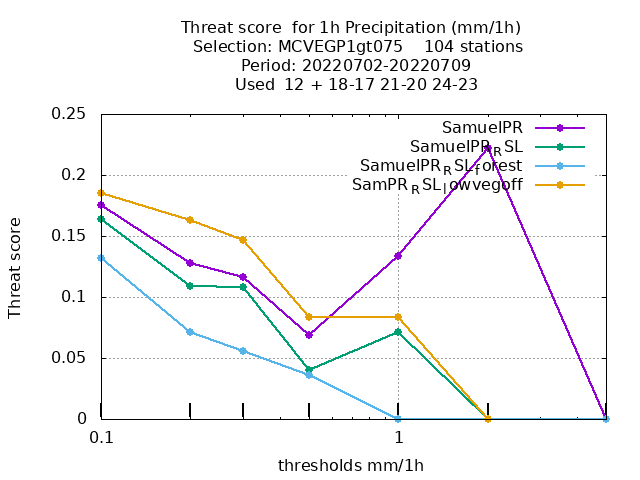 Threat score  for 1h Precipitation (mm/1h)
Selection: MCVEGP1gt075    104 stations
Period: 20220702-20220709
Used  12 + 18-17 21-20 24-23
0.25
0.2
0.15
0.1
0.05
0
Threat score
SamuelPR
SamuelPR_RSL
SamuelPR_RSL_forest
SamPR_RSL_lowvegoff
0.1
1
thresholds mm/1h